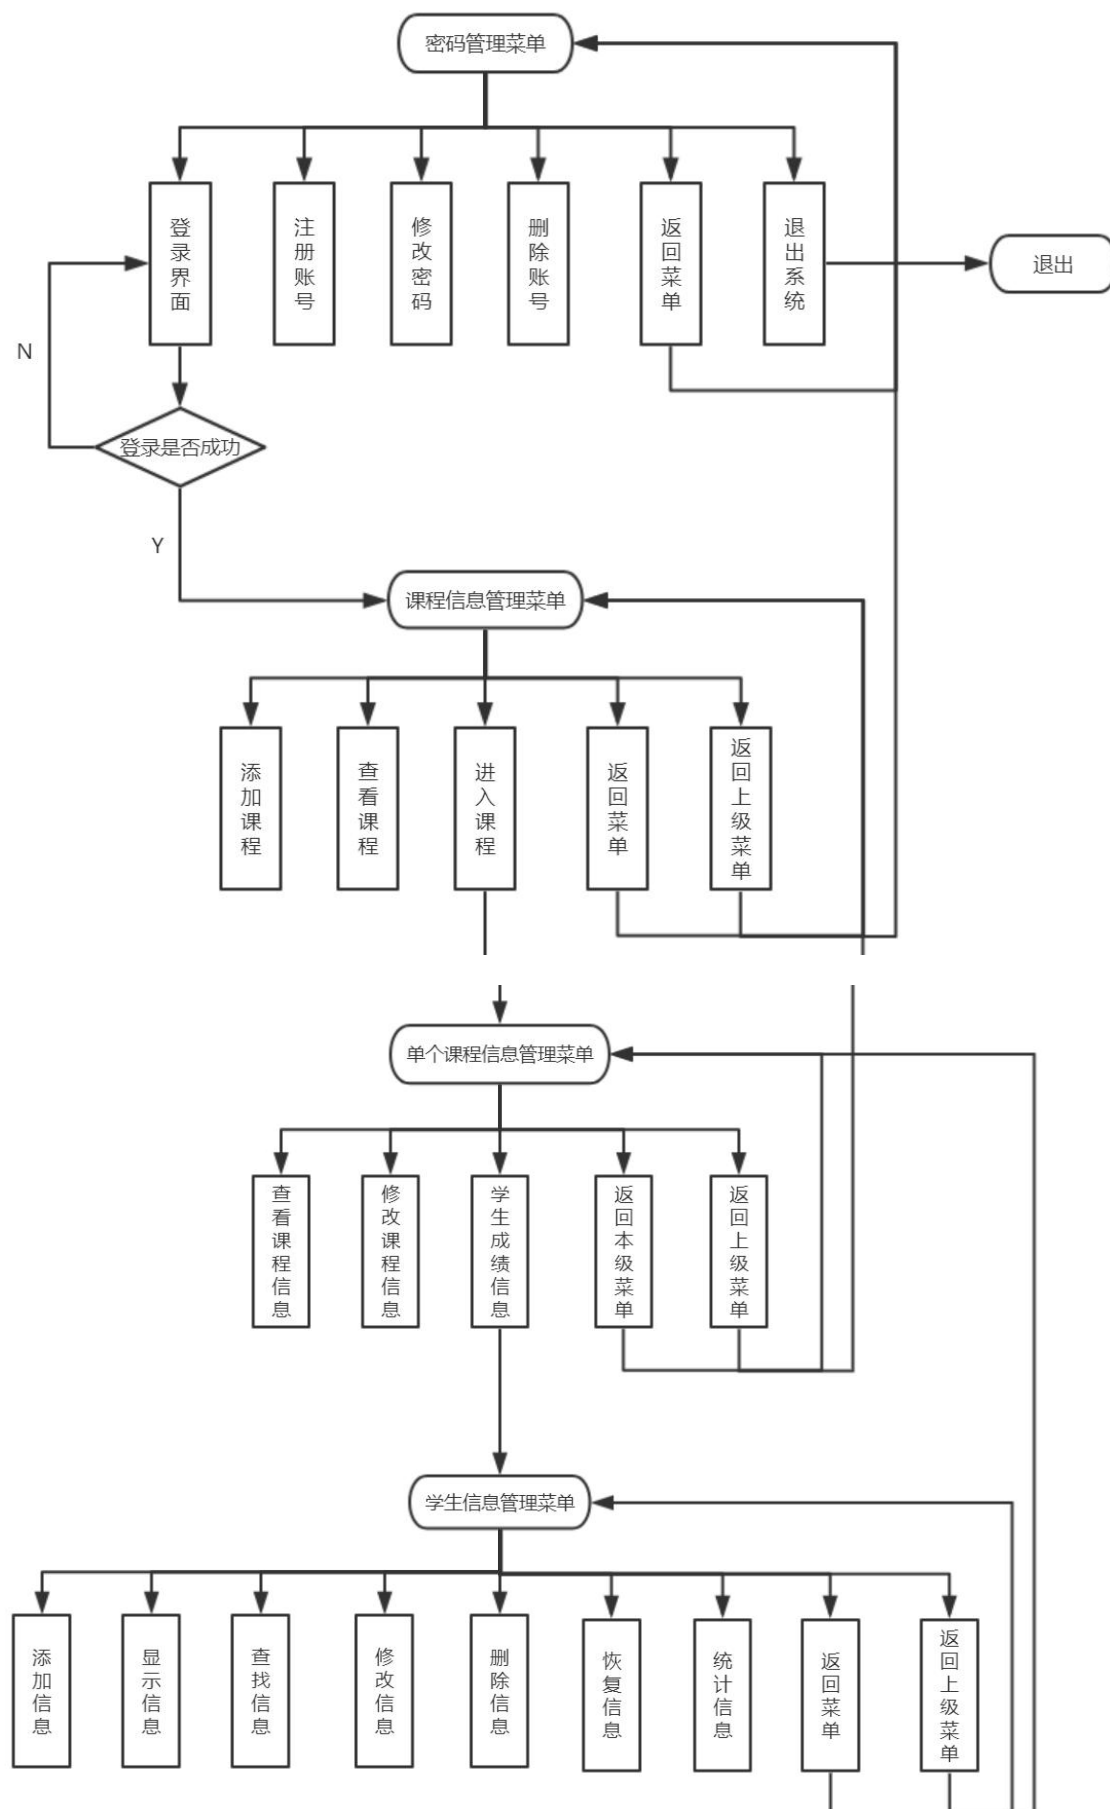 密码管理菜单
登录界面
注册账号
修改密码
删除账号
返回菜单
退出系统
退出
N
登录是否成功
Y
课程信息管理菜单
添加课程
查看课程
进入课程
返回菜单
返回上级菜单
单个课程信息管理菜单
查看课程信息
修改课程信息
学生成绩信息
返回本级菜单
返回上级菜单
学生信息管理菜单
添加信息
显示信息
查找信息
修改信息
删除信息
恢复信息
统计信息
返回菜单
返回上级菜单